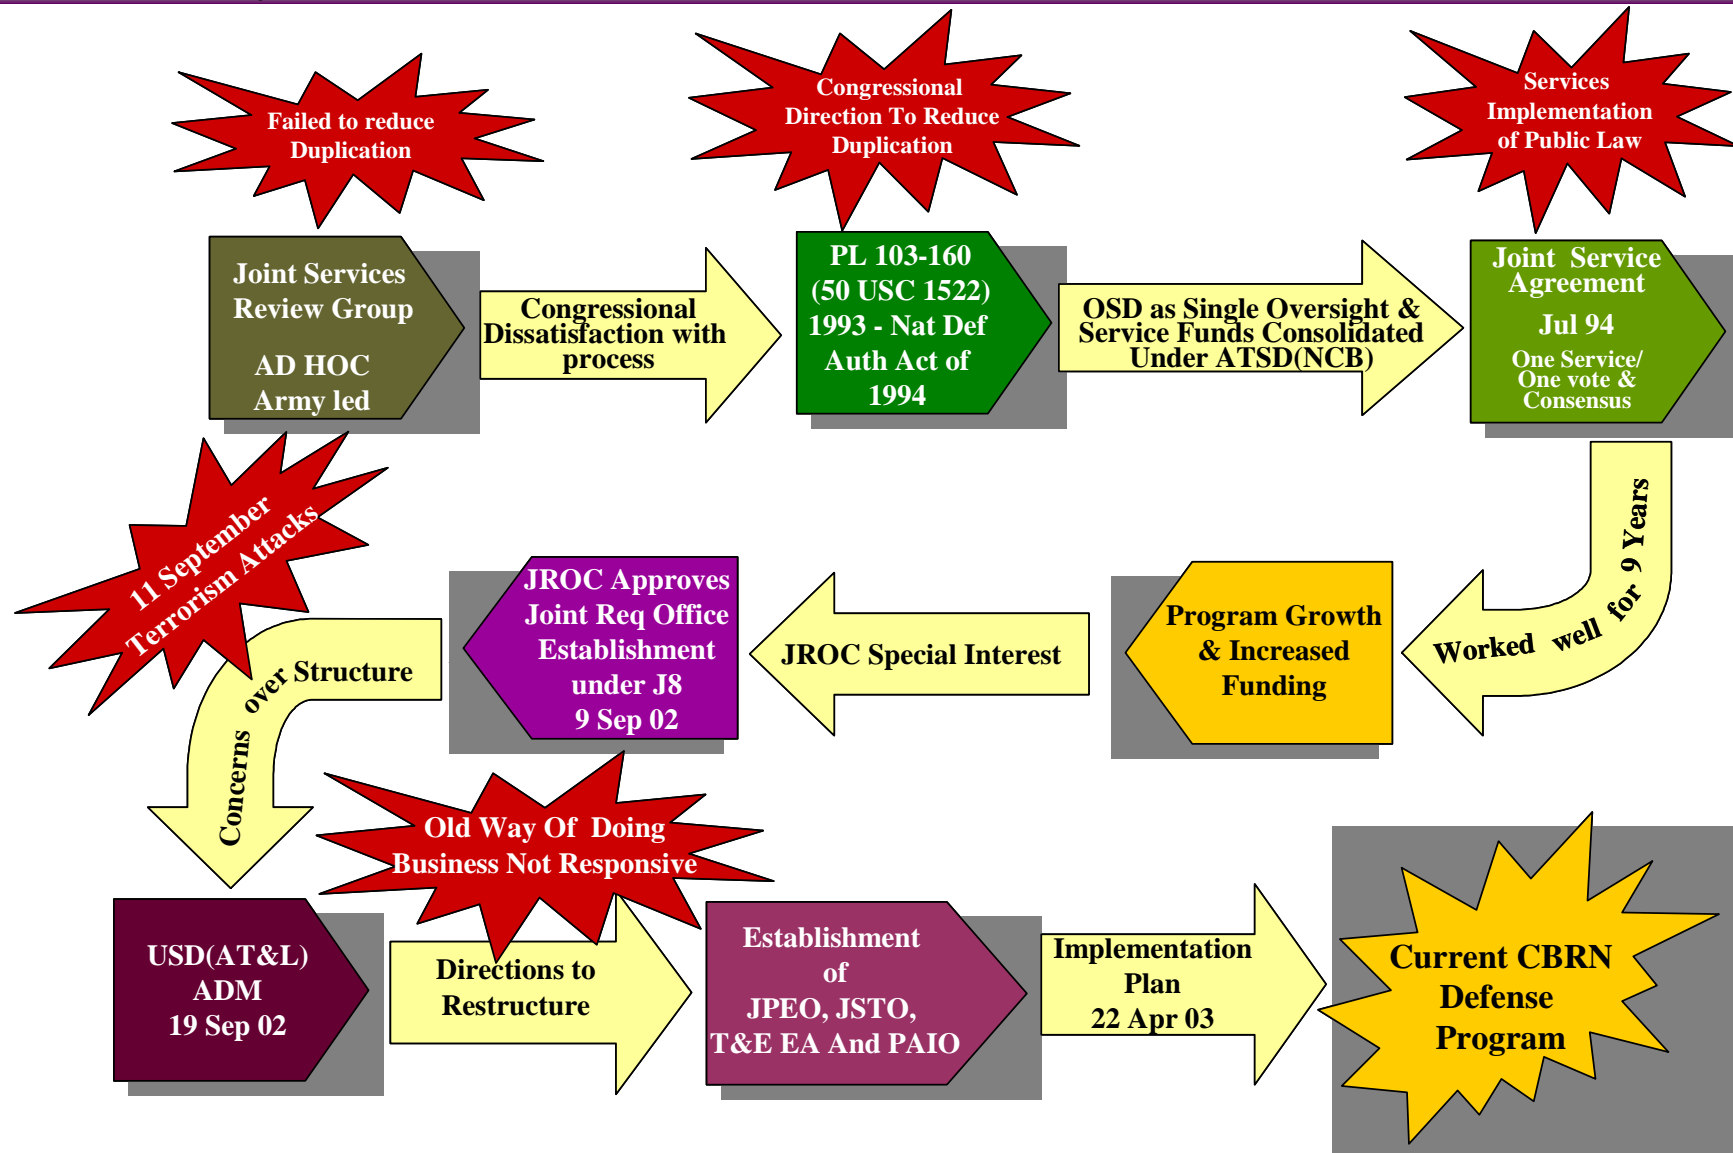 Failed to reduce
Duplication
Congressional
Direction To Reduce
Duplication
Services
Implementation
of Public Law
Joint Services
Review Group
AD HOC
Army led
Congressional
Dissatisfaction with
process
PL 103-160
(50 USC 1522)
1993 - Nat Def
Auth Act of
1994
OSD as Single Oversight &
Service Funds Consolidated
Under ATSD(NCB)
Joint Service
Agreement
Jul 94
One Service/
One vote &
Consensus
Worked well for 9 Years
Program Growth
& Increased
Funding
JROC Special Interest
JROC Approves
Joint Req Office
Establishment
under J8
9 Sep 02
11 September
Terrorism Attacks
Concerns over Structure
USD(AT&L)
ADM
19 Sep 02
Old Way Of Doing
Business Not Responsive
Directions to
Restructure
Establishment
of
JPEO, JSTO,
T&E EA And PAIO
Implementation
Plan
22 Apr 03
Current CBRN
Defense
Program